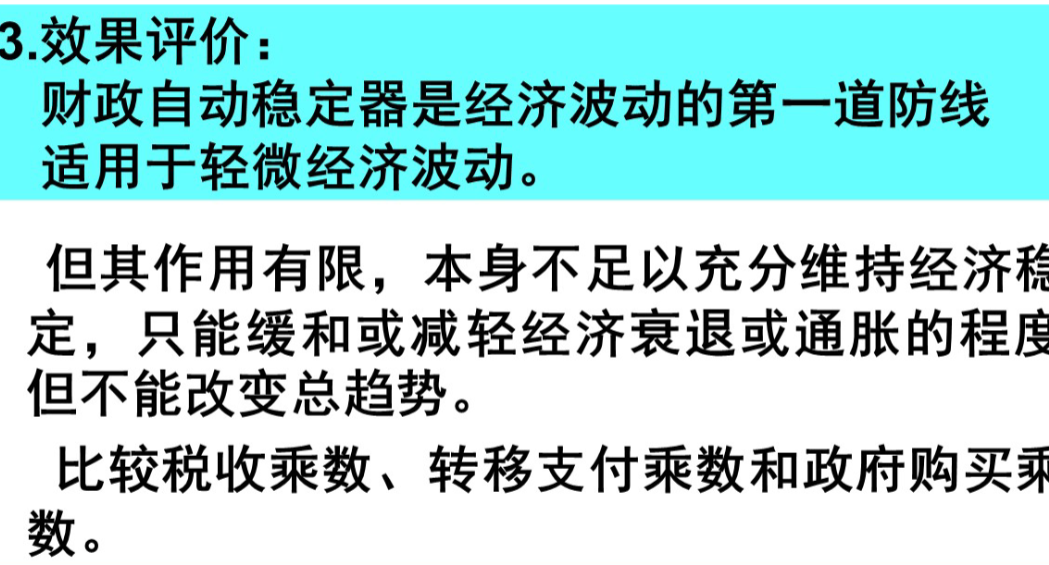 3.效果评价：
财政自动稳定器是经济波动的第一道防线
适用于轻微经济波动。
但其作用有限，本身不足以充分维持经济稳
定，只能缓和或减轻经济衰退或通胀的程度
但不能改变总趋势。
比较税收乘数、转移支付乘数和政府购买乘
数。